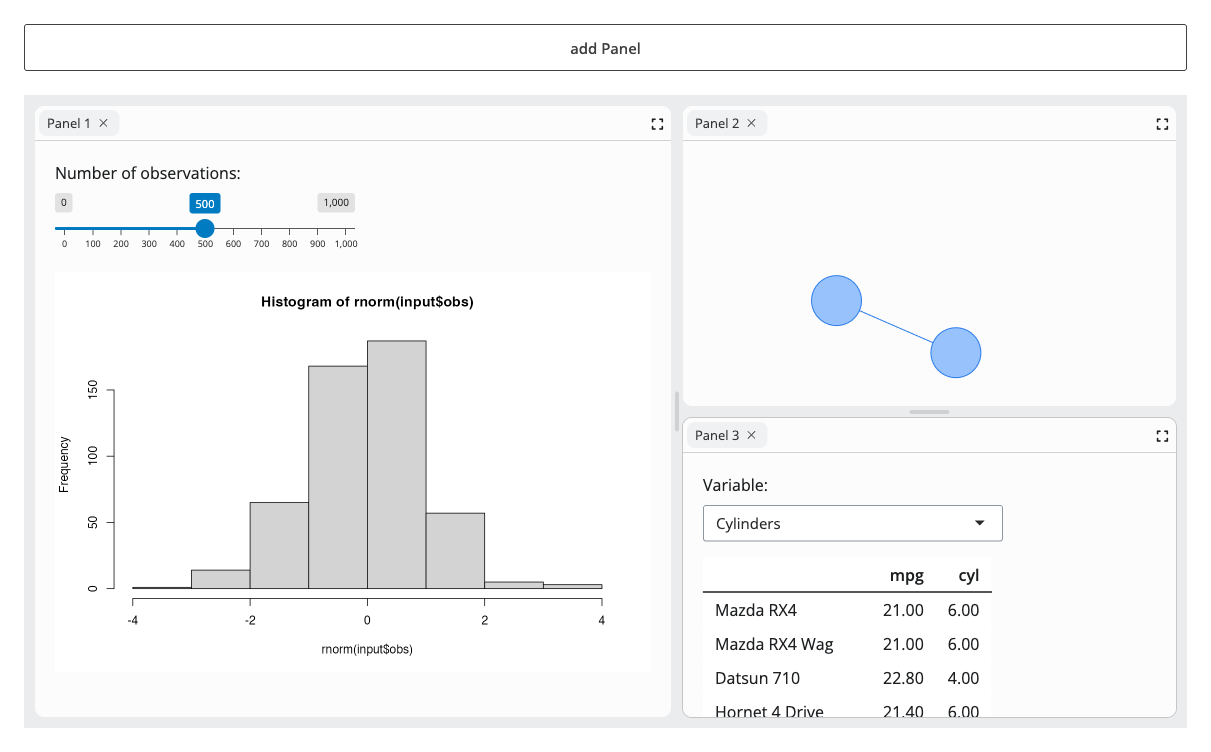 add Panel
Panel 1
Number of observations:
0 500 1,000
0 100 200 300 400 500 600 700 800 900 1,000
Histogram of rnorm(input$obs)
Frequency
0 50 100 150
-4 -2 0 2 4
rnorm(input$obs)
Panel 2
Panel 3
Variable:
Cylinders
mpg cyl
Mazda RX4 21.00 6.00
Mazda RX4 Wag 21.00 6.00
Datsun 710 22.80 4.00
Hornet 4 Drive 21.40 6.00